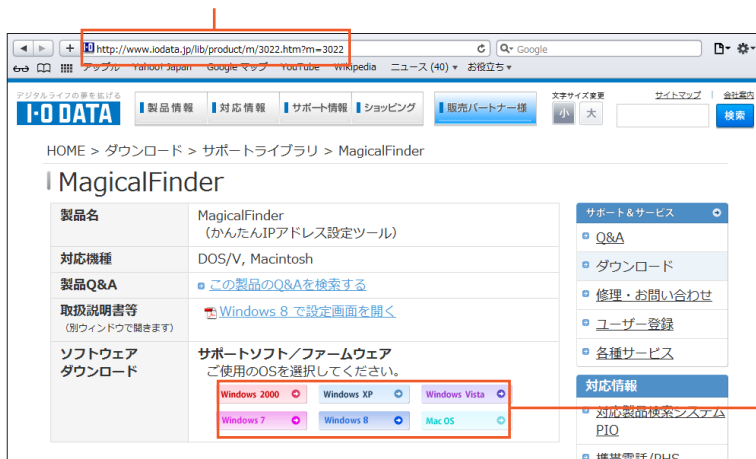 http://www.iodata.jp/lib/product/m/3022.htm?m=3022
Google
アップル Yahoo! Japan Google マップ YouTube Wikipedia ニュース (40) お役立ち
デジタルライフの夢を拡げる
I-O DATA
製品情報 対応情報 サポート情報 ショッピング 販売パートナー様
文字サイズ変更 サイトマップ 会社案内
小 大 検索
HOME > ダウンロード > サポートライブラリ > MagicalFinder
MagicalFinder
製品名 MagicalFinder
(かんたんIPアドレス設定ツール)
対応機種 DOS/V, Macintosh
製品Q&A この製品のQ&Aを検索する
取扱説明書等 Windows 8 で設定画面を開く
(別ウィンドウで開きます)
ソフトウェア サポートソフト/ファームウェア
ダウンロード ご使用のOSを選択してください。
Windows 2000 Windows XP Windows Vista
Windows 7 Windows 8 Mac OS
サポート&サービス
Q&A
ダウンロード
修理・お問い合わせ
ユーザー登録
各種サービス
対応情報
対応製品検索システム
PIO
携帯電話/PHS